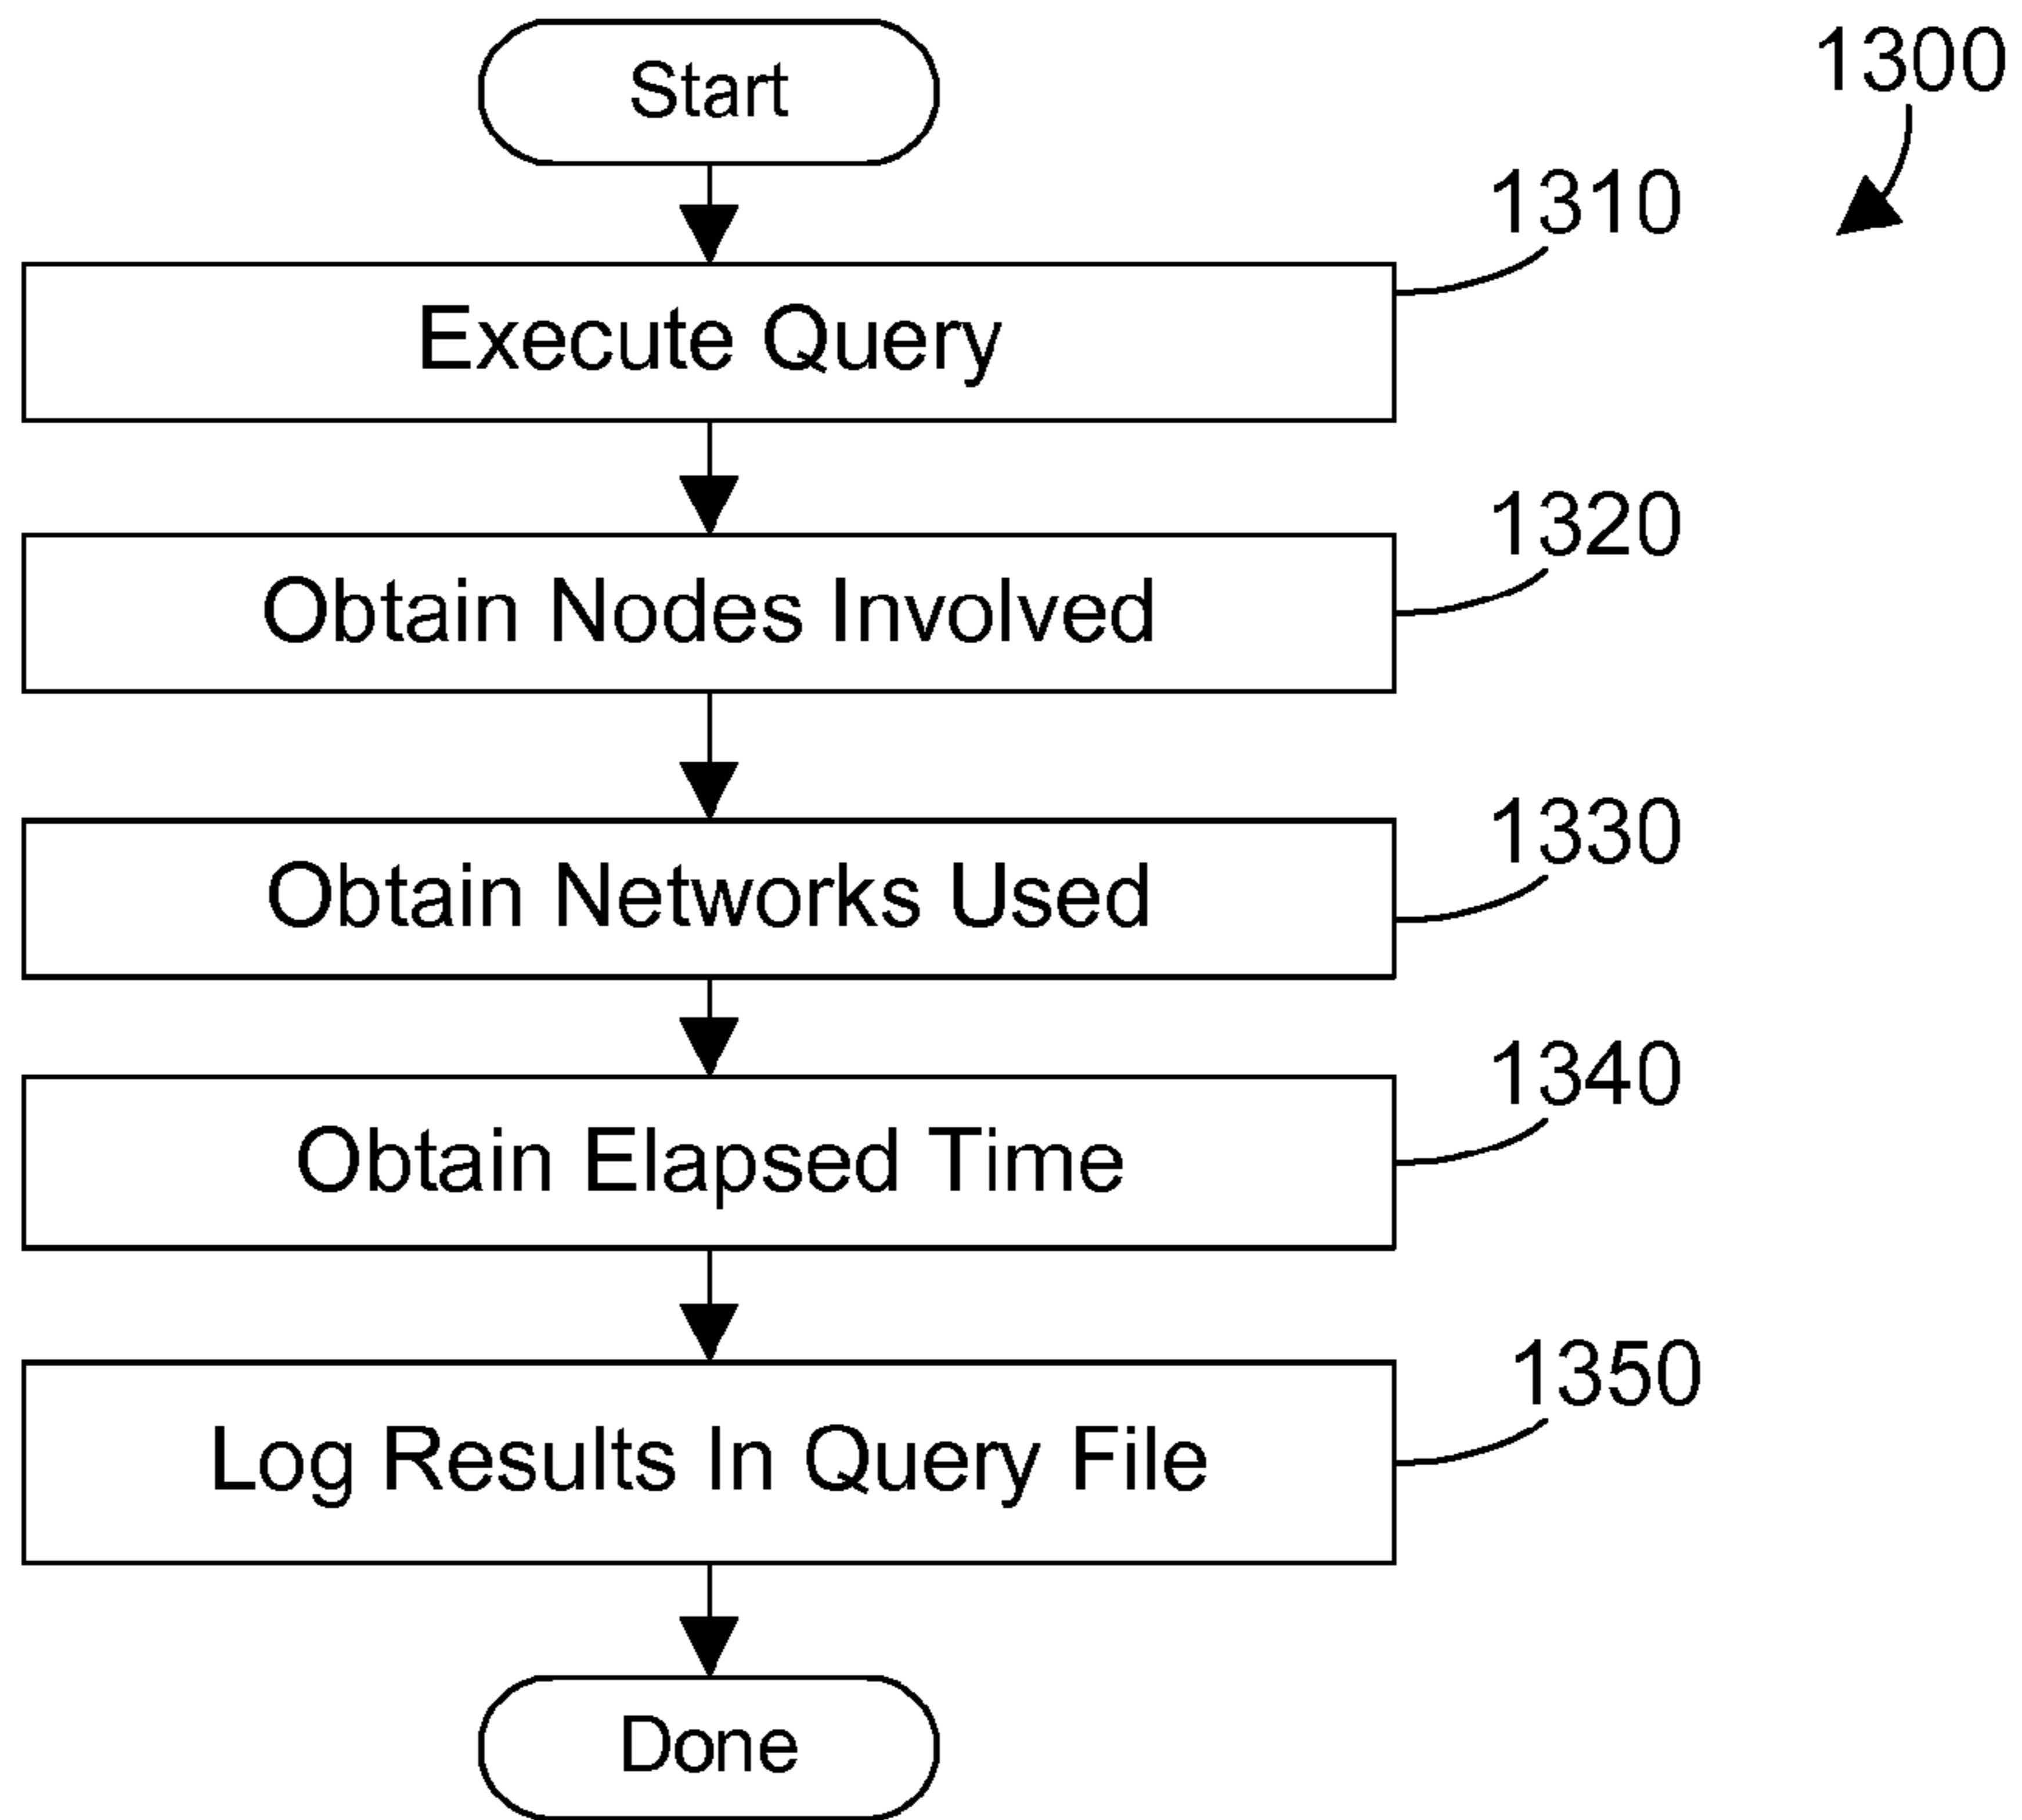 Start
1300
1310
Execute Query
1320
Obtain Nodes Involved
1330
Obtain Networks Used
1340
Obtain Elapsed Time
1350
Log Results In Query File
Done